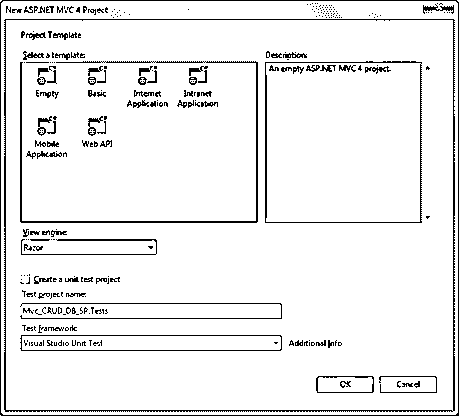 New ASP.NET MVC 4 Project
Project Template
Select a template:
Description:
Empty
Basic
Internet Application
Intranet Application
Mobile Application
Web API
An empty ASP.NET MVC 4 project.
View engine:
Razor
Create a unit test project
Test project name:
Mvc_CRUD_DB_SP.Tests
Test framework:
Visual Studio Unit Test
Additional Info
OK
Cancel